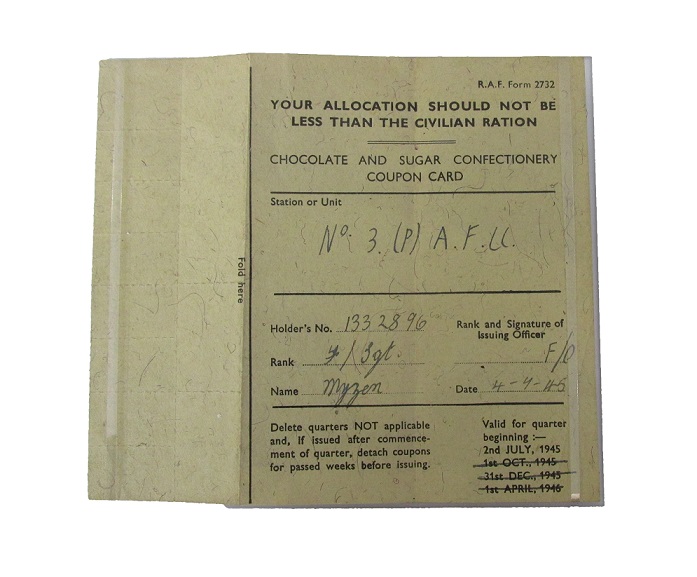 R.A.F. Form 2732
YOUR ALLOCATION SHOULD NOT BE
LESS THAN THE CIVILIAN RATION
CHOCOLATE AND SUGAR CONFECTIONERY
COUPON CARD
Station or Unit
No. 3 (P) A.F.U.
Fold here
Holder's No. 1332896
Rank and Signature of
Issuing Officer
Rank F/Sgt.
F/O
Name
Date 4-9-45
Delete quarters NOT applicable
and, if issued after commence-
ment of quarter, detach coupons
for passed weeks before issuing.
Valid for quarter
beginning :—
2nd JULY, 1945
1st OCT., 1945
31st DEC., 1945
1st APRIL, 1946